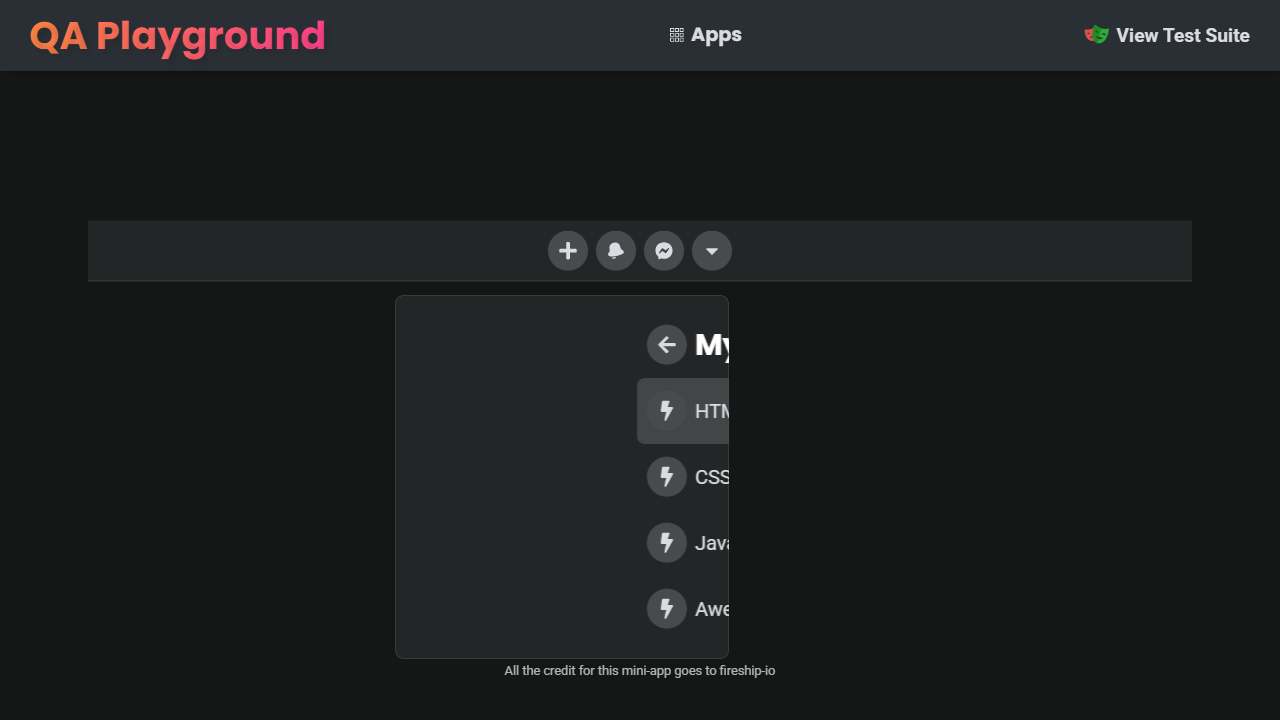 QA Playground
Apps
View Test Suite
My
HTM
CSS
Java
Awe
All the credit for this mini-app goes to fireship-io